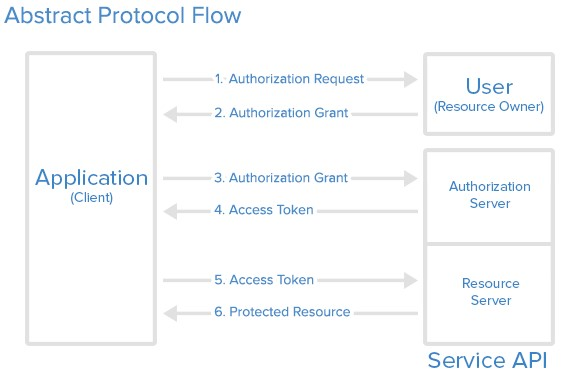 Abstract Protocol Flow
1. Authorization Request
User
(Resource Owner)
2. Authorization Grant
Application
(Client)
3. Authorization Grant
Authorization
Server
4. Access Token
5. Access Token
Resource
Server
6. Protected Resource
Service API